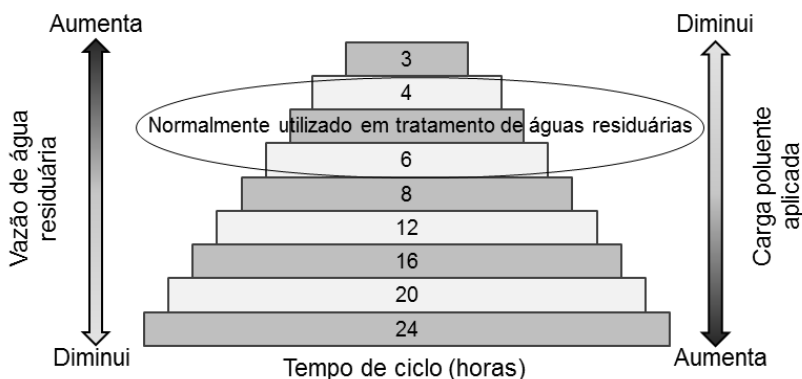 Aumenta
Diminui
3
4
Normalmente utilizado em tratamento de águas residuárias
6
8
12
16
20
24
Vazão de água
residuária
Carga poluente
aplicada
Diminui
Tempo de ciclo (horas)
Aumenta